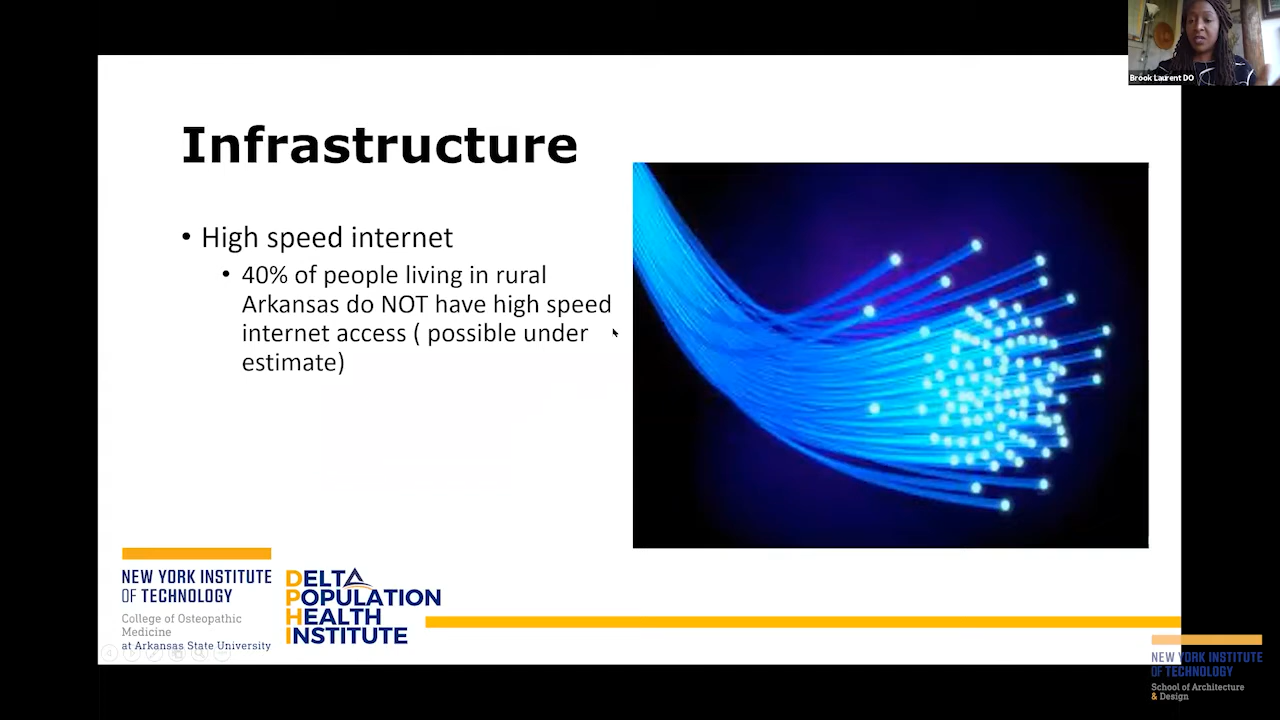 Brook Laurent DO
Infrastructure
• High speed internet
• 40% of people living in rural
Arkansas do NOT have high speed
internet access ( possible under
estimate)
NEW YORK INSTITUTE
OF TECHNOLOGY
College of Osteopathic
Medicine
at Arkansas State University
DELTA
POPULATION
HEALTH
INSTITUTE
NEW YORK INSTITUTE
OF TECHNOLOGY
School of Architecture
& Design